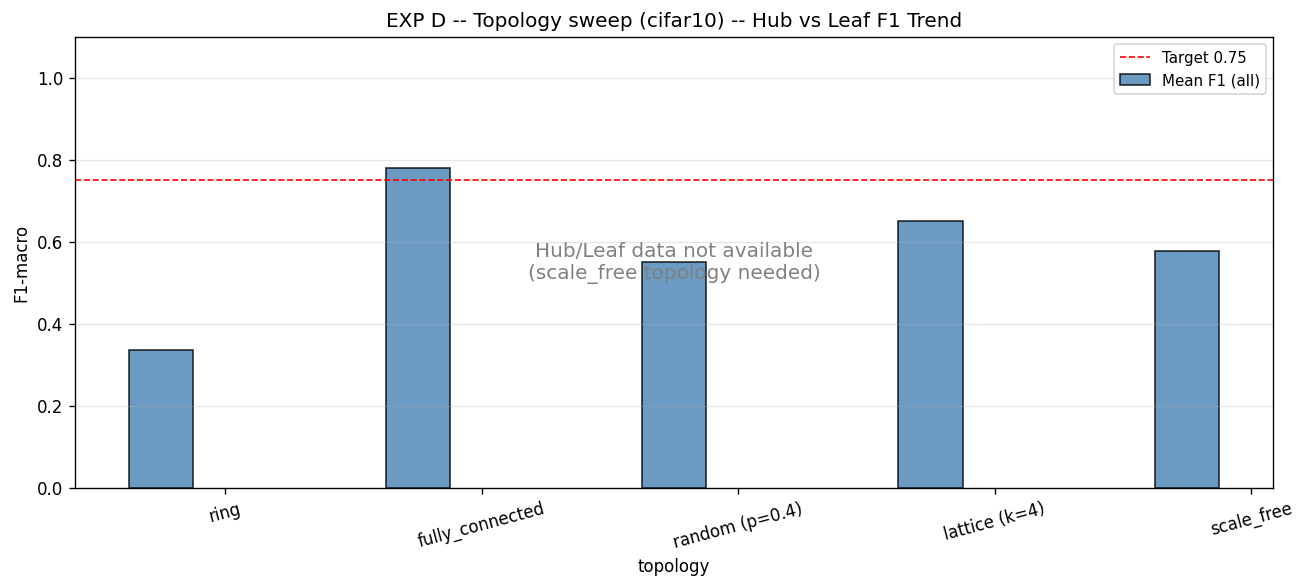 EXP D -- Topology sweep (cifar10) -- Hub vs Leaf F1 Trend
Target 0.75
Mean F1 (all)
F1-macro
1.0
0.8
0.6
0.4
0.2
0.0
Hub/Leaf data not available
(scale_free topology needed)
ring
fully_connected
random (p=0.4)
lattice (k=4)
scale_free
topology